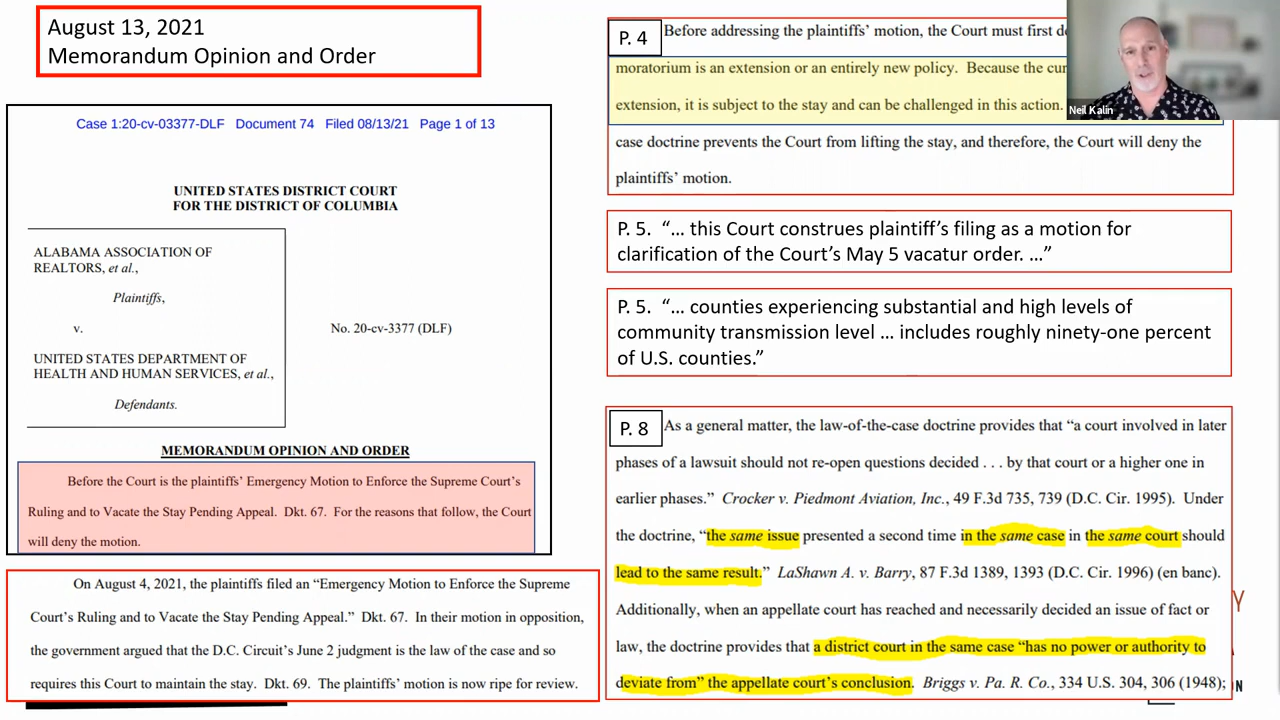 August 13, 2021
Memorandum Opinion and Order
Case 1:20-cv-03377-DLF Document 74 Filed 08/13/21 Page 1 of 13
UNITED STATES DISTRICT COURT
FOR THE DISTRICT OF COLUMBIA
ALABAMA ASSOCIATION OF
REALTORS, et al.,
Plaintiffs,
v.
UNITED STATES DEPARTMENT OF
HEALTH AND HUMAN SERVICES, et al.,
Defendants.
No. 20-cv-3377 (DLF)
MEMORANDUM OPINION AND ORDER
Before the Court is the plaintiffs' Emergency Motion to Enforce the Supreme Court's
Ruling and to Vacate the Stay Pending Appeal. Dkt. 67. For the reasons that follow, the Court
will deny the motion.
On August 4, 2021, the plaintiffs filed an “Emergency Motion to Enforce the Supreme
Court's Ruling and to Vacate the Stay Pending Appeal.” Dkt. 67. In their motion in opposition,
the government argued that the D.C. Circuit's June 2 judgment is the law of the case and so
requires this Court to maintain the stay. Dkt. 69. The plaintiffs' motion is now ripe for review.
P. 4
Before addressing the plaintiffs' motion, the Court must first
moratorium is an extension or an entirely new policy. Because the
extension, it is subject to the stay and can be challenged in this action.
case doctrine prevents the Court from lifting the stay, and therefore, the Court will deny the
plaintiffs' motion.
Neil Kalin
P. 5. “… this Court construes plaintiff's filing as a motion for
clarification of the Court's May 5 vacatur order. …”
P. 5. “… counties experiencing substantial and high levels of
community transmission level … includes roughly ninety-one percent
of U.S. counties.”
P. 8
As a general matter, the law-of-the-case doctrine provides that “a court involved in later
phases of a lawsuit should not re-open questions decided . . . by that court or a higher one in
earlier phases.” Crocker v. Piedmont Aviation, Inc., 49 F.3d 735, 739 (D.C. Cir. 1995). Under
the doctrine, “the same issue presented a second time in the same case in the same court should
lead to the same result.” LaShawn A. v. Barry, 87 F.3d 1389, 1393 (D.C. Cir. 1996) (en banc).
Additionally, when an appellate court has reached and necessarily decided an issue of fact or
law, the doctrine provides that a district court in the same case “has no power or authority to
deviate from” the appellate court's conclusion. Briggs v. Pa. R. Co., 334 U.S. 304, 306 (1948);